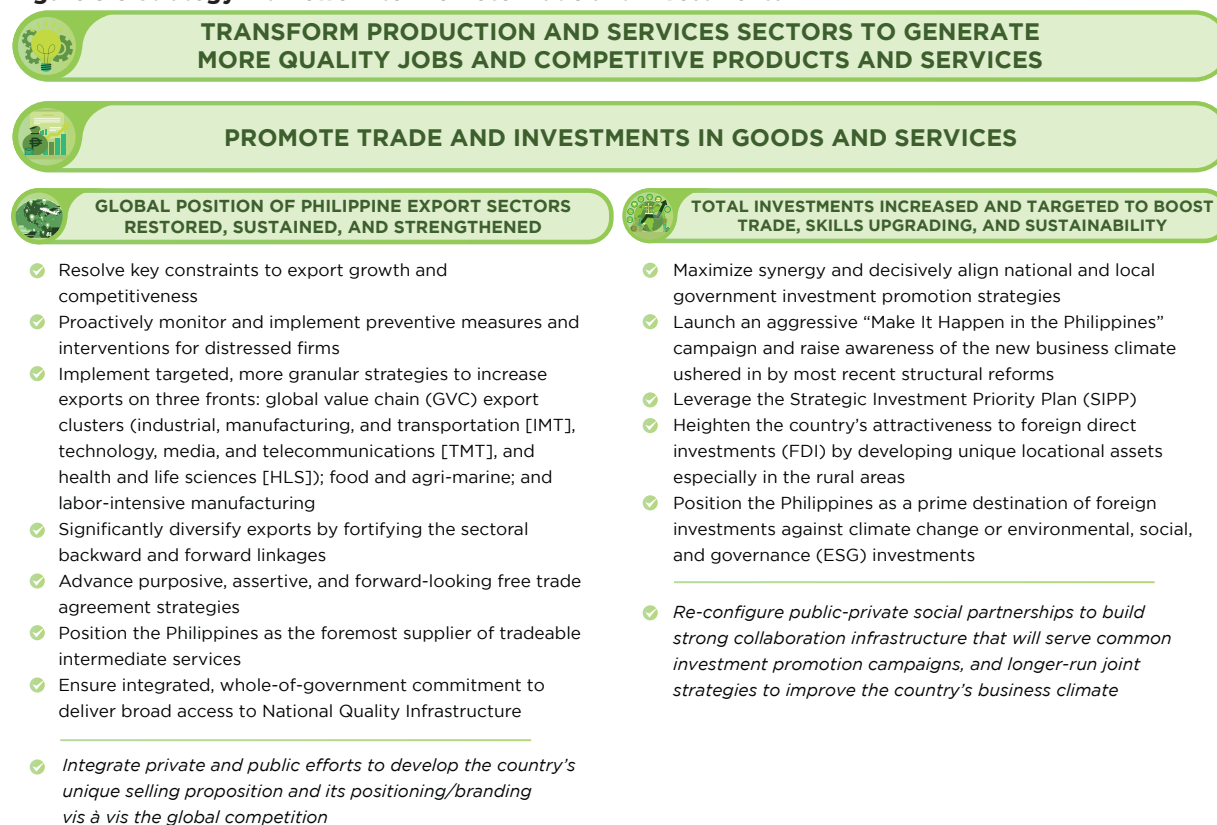 TRANSFORM PRODUCTION AND SERVICES SECTORS TO GENERATE
MORE QUALITY JOBS AND COMPETITIVE PRODUCTS AND SERVICES
PROMOTE TRADE AND INVESTMENTS IN GOODS AND SERVICES
GLOBAL POSITION OF PHILIPPINE EXPORT SECTORS
RESTORED, SUSTAINED, AND STRENGTHENED
Resolve key constraints to export growth and
competitiveness
Proactively monitor and implement preventive measures and
interventions for distressed firms
Implement targeted, more granular strategies to increase
exports on three fronts: global value chain (GVC) export
clusters (industrial, manufacturing, and transportation [IMT],
technology, media, and telecommunications [TMT], and
health and life sciences [HLS]); food and agri-marine; and
labor-intensive manufacturing
Significantly diversify exports by fortifying the sectoral
backward and forward linkages
Advance purposive, assertive, and forward-looking free trade
agreement strategies
Position the Philippines as the foremost supplier of tradeable
intermediate services
Ensure integrated, whole-of-government commitment to
deliver broad access to National Quality Infrastructure
Integrate private and public efforts to develop the country's
unique selling proposition and its positioning/branding
vis à vis the global competition
TOTAL INVESTMENTS INCREASED AND TARGETED TO BOOST
TRADE, SKILLS UPGRADING, AND SUSTAINABILITY
Maximize synergy and decisively align national and local
government investment promotion strategies
Launch an aggressive “Make It Happen in the Philippines”
campaign and raise awareness of the new business climate
ushered in by most recent structural reforms
Leverage the Strategic Investment Priority Plan (SIPP)
Heighten the country's attractiveness to foreign direct
investments (FDI) by developing unique locational assets
especially in the rural areas
Position the Philippines as a prime destination of foreign
investments against climate change or environmental, social,
and governance (ESG) investments
Re-configure public-private social partnerships to build
strong collaboration infrastructure that will serve common
investment promotion campaigns, and longer-run joint
strategies to improve the country's business climate